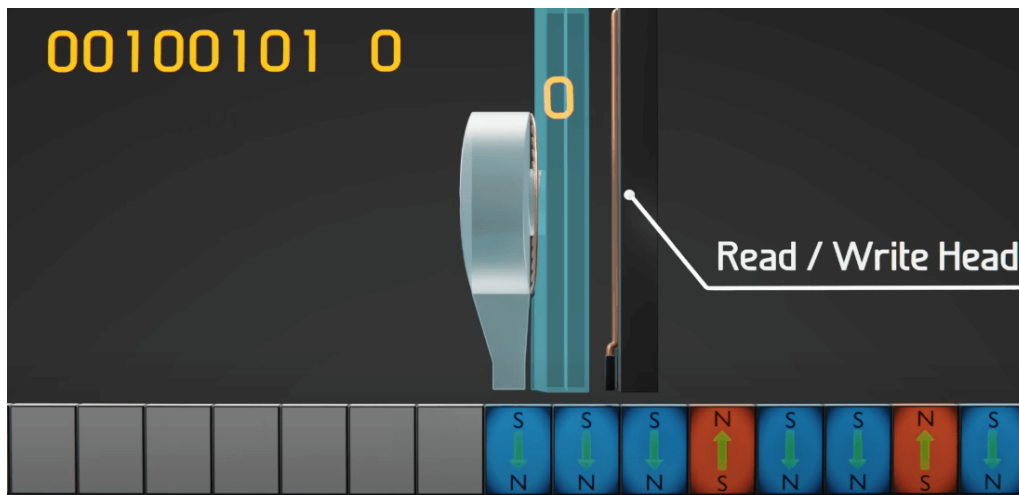 00100101 0
0
Read / Write Head
S S S N S S N S
N N N S N N S N